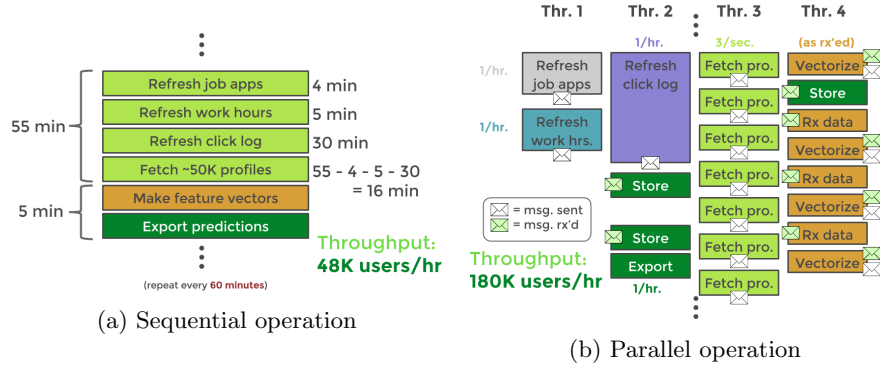 Refresh job apps
4 min
Refresh work hours
5 min
55 min
Refresh click log
30 min
Fetch ~50K profiles
55 - 4 - 5 - 30
= 16 min
5 min
Make feature vectors
Export predictions
Throughput:
48K users/hr
(repeat every 60 minutes)
(a) Sequential operation
Thr. 1
Thr. 2
Thr. 3
Thr. 4
1/hr.
Refresh
job apps
1/hr.
Refresh
work hrs.
1/hr.
Refresh
click log
Store
Store
Export
1/hr.
3/sec.
Fetch pro.
Fetch pro.
Fetch pro.
Fetch pro.
Fetch pro.
Fetch pro.
Fetch pro.
(as rx'ed)
Vectorize
Store
Rx data
Vectorize
Rx data
Vectorize
Rx data
Vectorize
= msg. sent
= msg. rx'd
Throughput:
180K users/hr
(b) Parallel operation